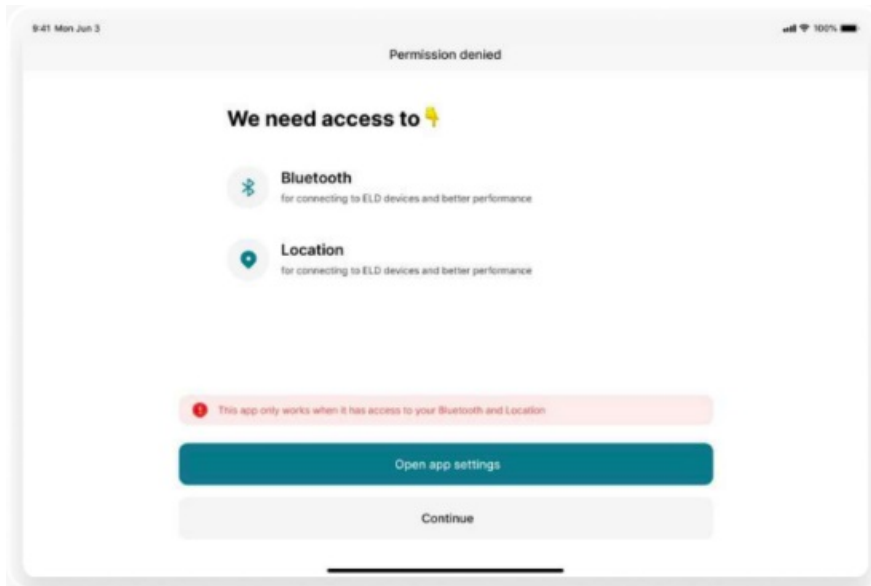 9:41 Mon Jun 3
100%
Permission denied
We need access to👇
Bluetooth
for connecting to ELD devices and better performance
Location
for connecting to ELD devices and better performance
This app only works when it has access to your Bluetooth and Location
Open app settings
Continue